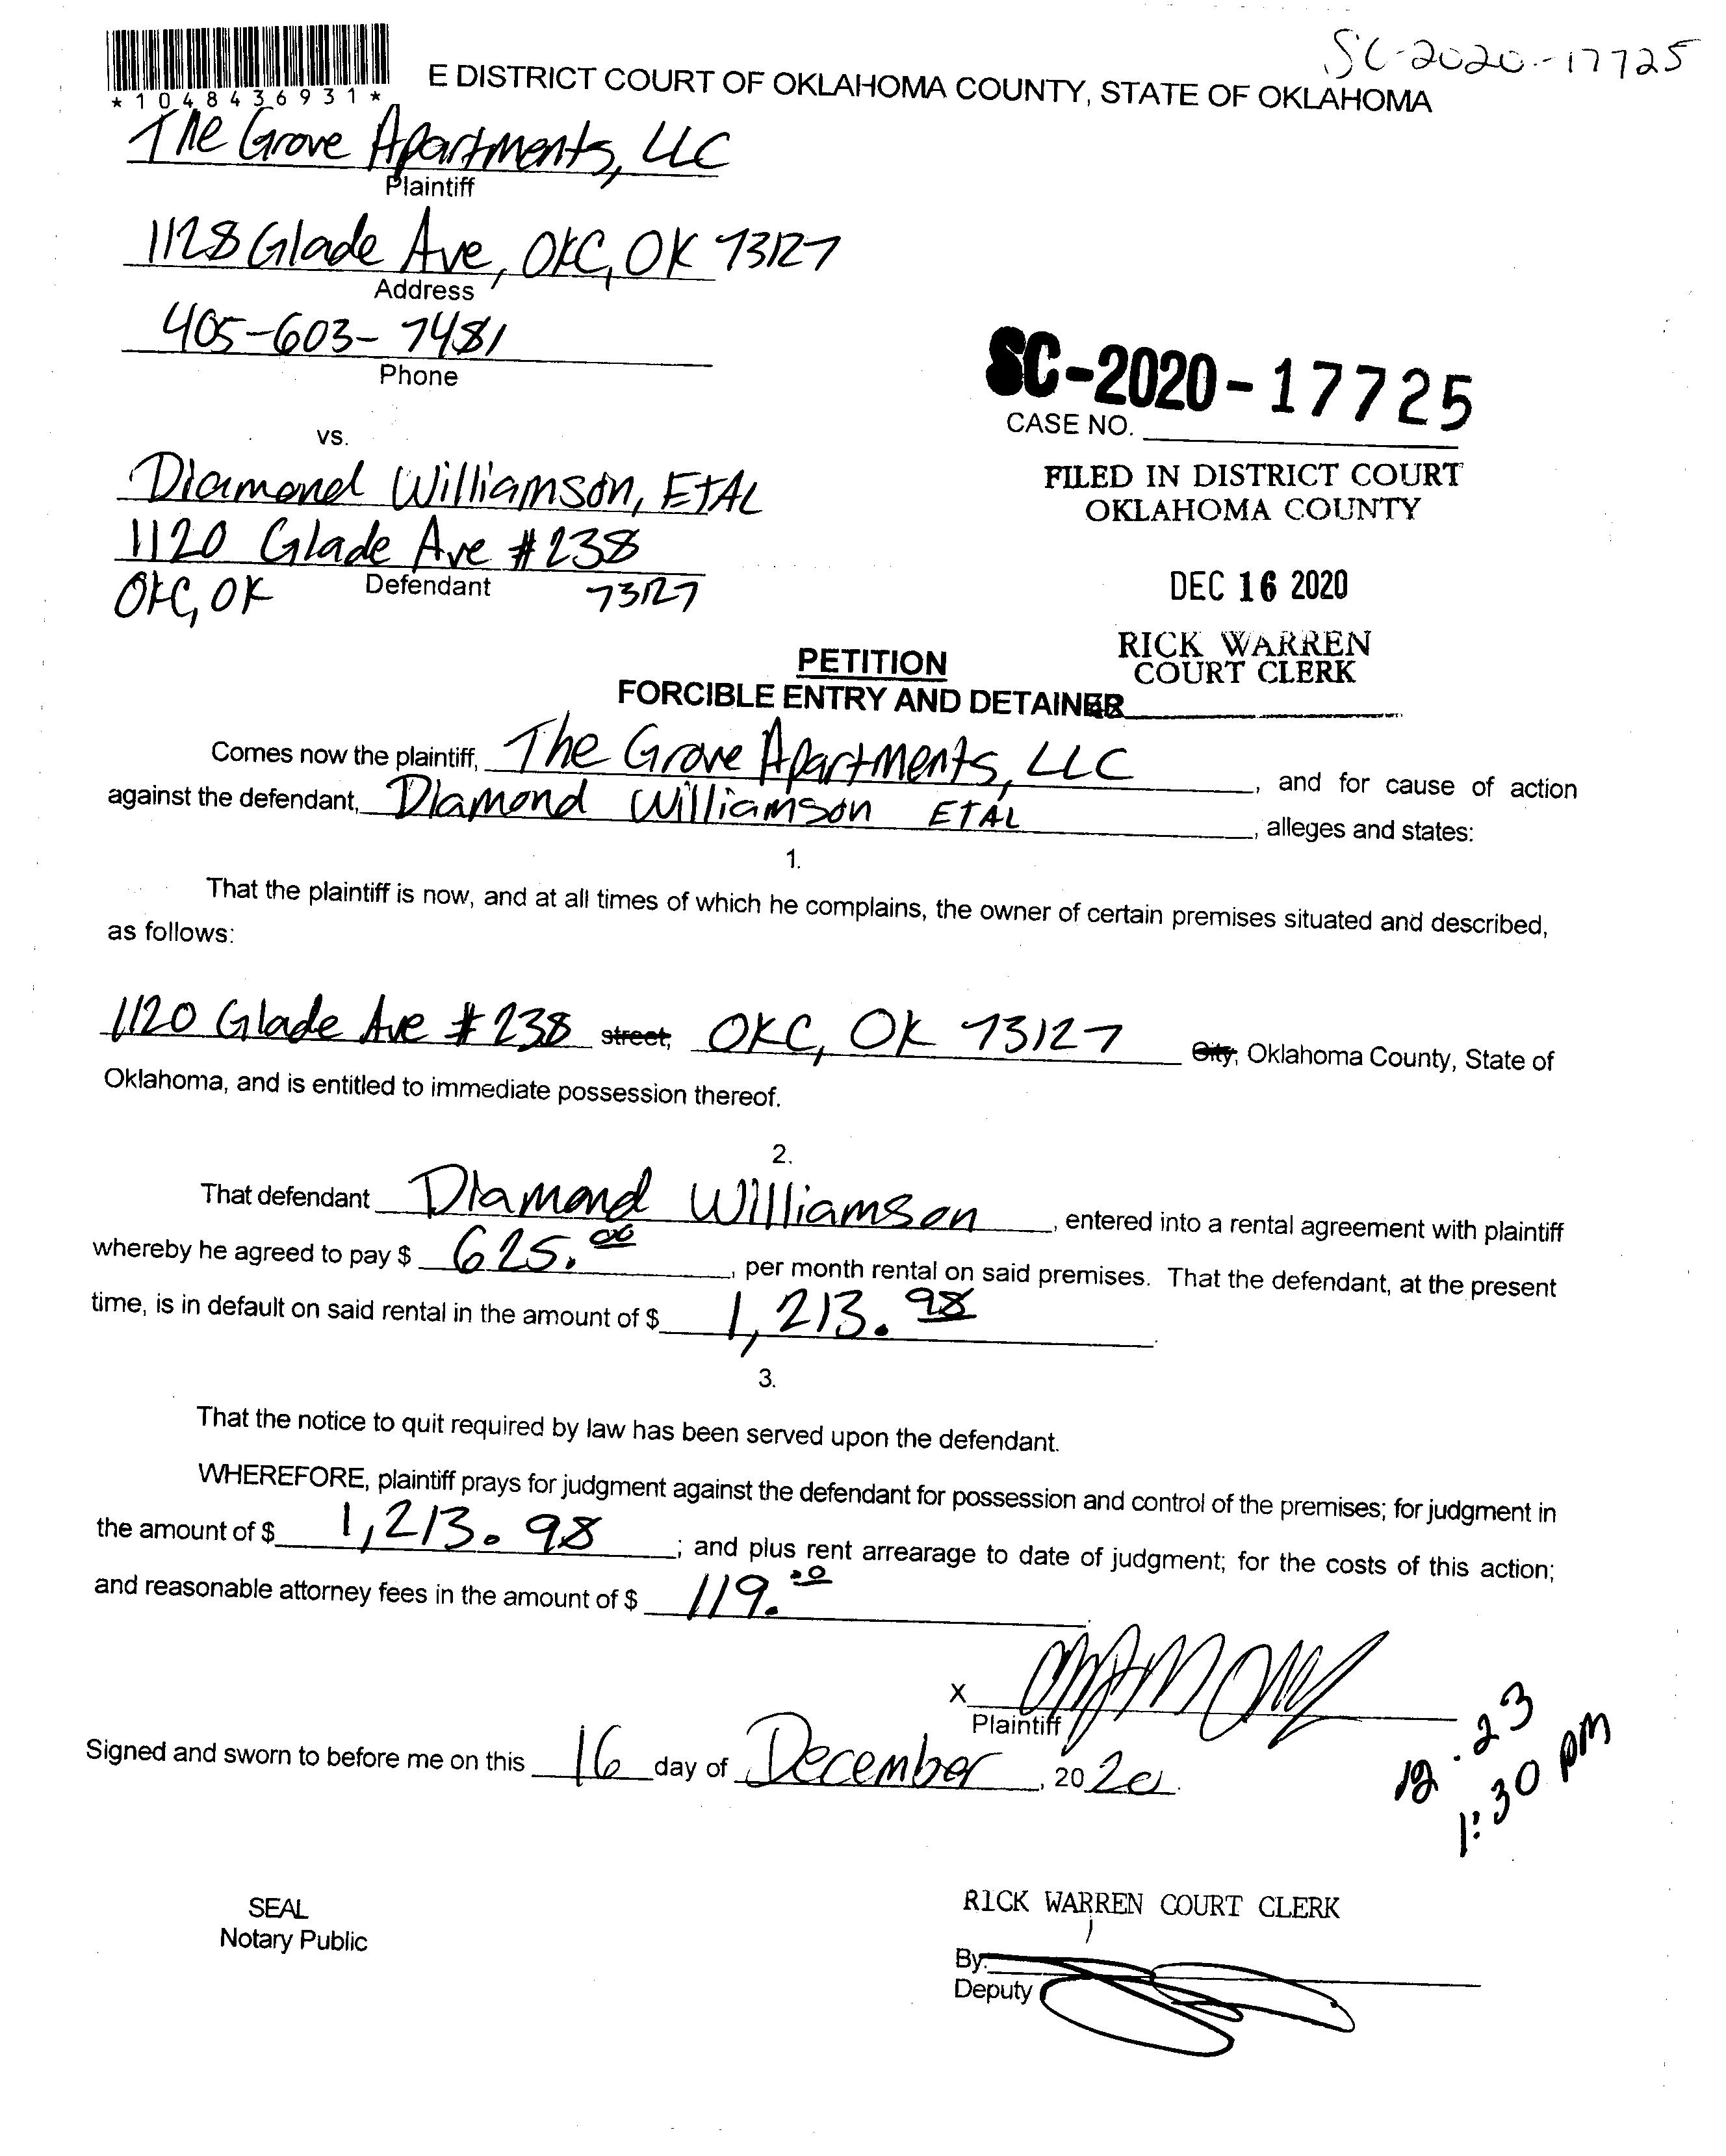 SC-2020-17725
*1048436931*
E DISTRICT COURT OF OKLAHOMA COUNTY, STATE OF OKLAHOMA
The Grove Apartments, LLC
Plaintiff
1128 Glade Ave, OKC, OK 73127
Address
405-603-7481
Phone
SC-2020-17725
CASE NO.
vs.
Diamond Williamson, ETAL
1120 Glade Ave #238
Defendant
OKC, OK 73127
FILED IN DISTRICT COURT
OKLAHOMA COUNTY
DEC 16 2020
RICK WARREN
COURT CLERK
PETITION
FORCIBLE ENTRY AND DETAINER
Comes now the plaintiff, The Grove Apartments, LLC, and for cause of action
against the defendant, Diamond Williamson ETAL, alleges and states:
1.
That the plaintiff is now, and at all times of which he complains, the owner of certain premises situated and described,
as follows:
1120 Glade Ave #238 street, OKC, OK 73127 City, Oklahoma County, State of
Oklahoma, and is entitled to immediate possession thereof.
2.
That defendant Diamond Williamson, entered into a rental agreement with plaintiff
whereby he agreed to pay $ 625.00, per month rental on said premises. That the defendant, at the present
time, is in default on said rental in the amount of $ 1,213.98.
3.
That the notice to quit required by law has been served upon the defendant.
WHEREFORE, plaintiff prays for judgment against the defendant for possession and control of the premises; for judgment in
the amount of $ 1,213.98; and plus rent arrearage to date of judgment; for the costs of this action;
and reasonable attorney fees in the amount of $ 119.00.
X
Plaintiff
Signed and sworn to before me on this 16 day of December, 2020.
12.23
1:30 PM
SEAL
Notary Public
RICK WARREN COURT CLERK
By:
Deputy